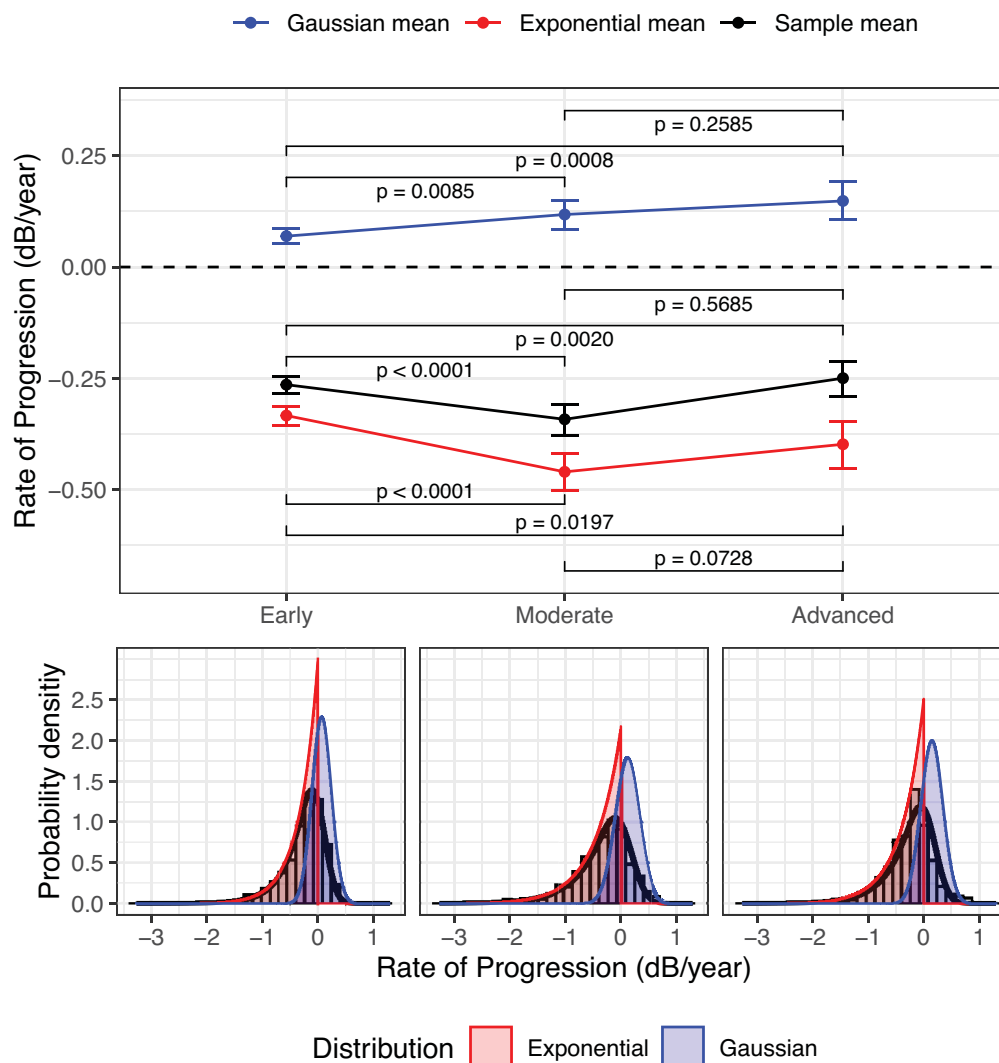 Gaussian mean Exponential mean Sample mean
Rate of Progression (dB/year)
p = 0.2585
0.25
p = 0.0008
p = 0.0085
0.00
p = 0.5685
p = 0.0020
p < 0.0001
−0.25
−0.50
p < 0.0001
p = 0.0197
p = 0.0728
Early Moderate Advanced
Probability densitiy
2.5
2.0
1.5
1.0
0.5
0.0
−3 −2 −1 0 1 −3 −2 −1 0 1 −3 −2 −1 0 1
Rate of Progression (dB/year)
Distribution Exponential Gaussian